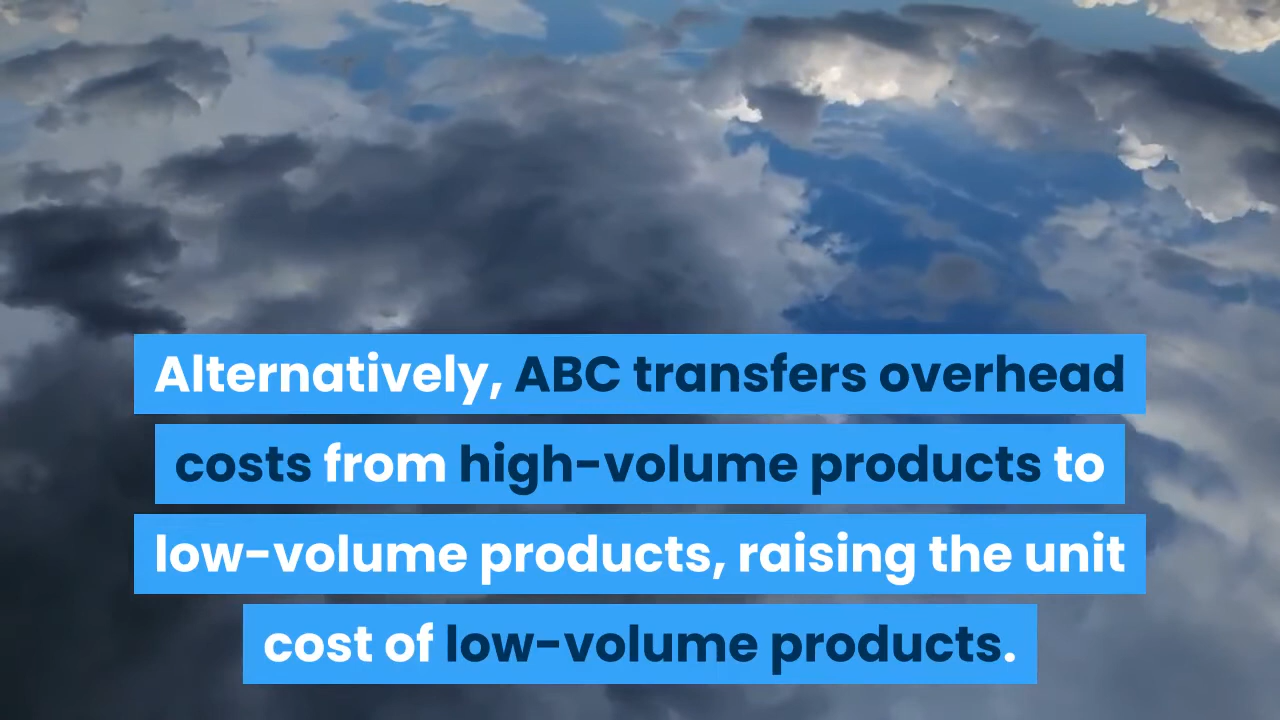 Alternatively, ABC transfers overhead
costs from high-volume products to
low-volume products, raising the unit
cost of low-volume products.